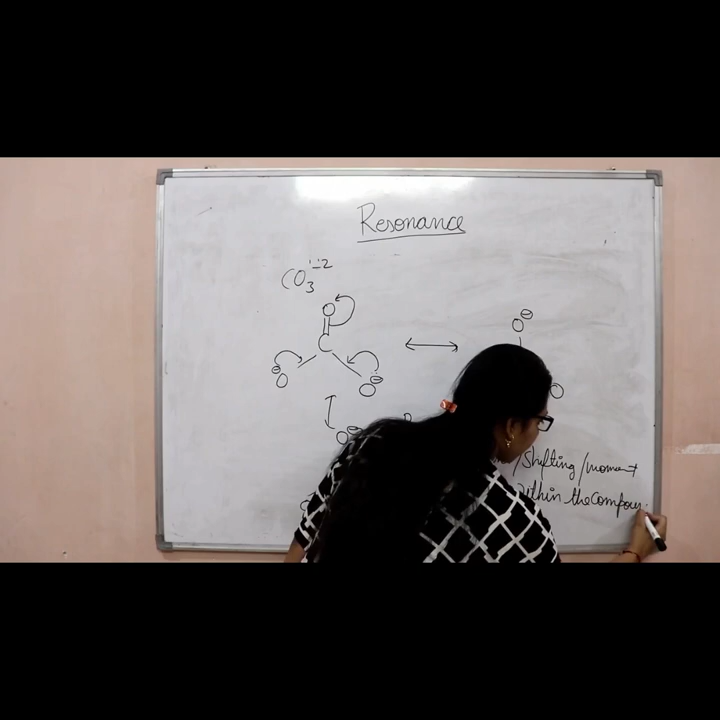 Resonance
CO3-2
O
O⊖
C
⊖O
O⊖
O
O⊖
/Shifting/moment
within the compoun